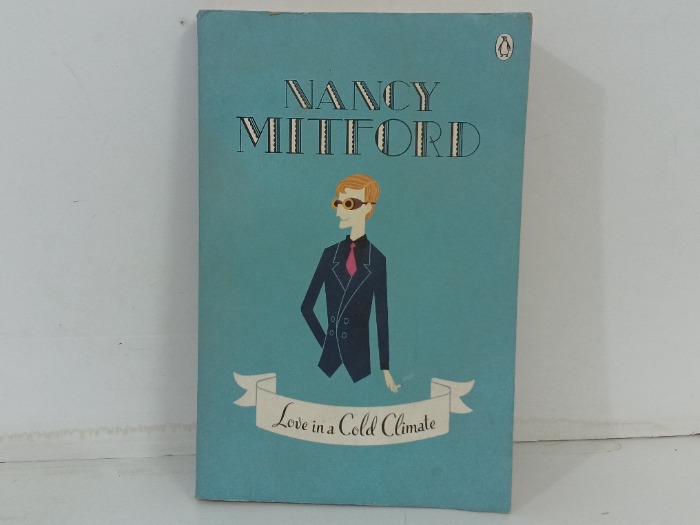 NANCY
MITFORD
Love in a Cold Climate